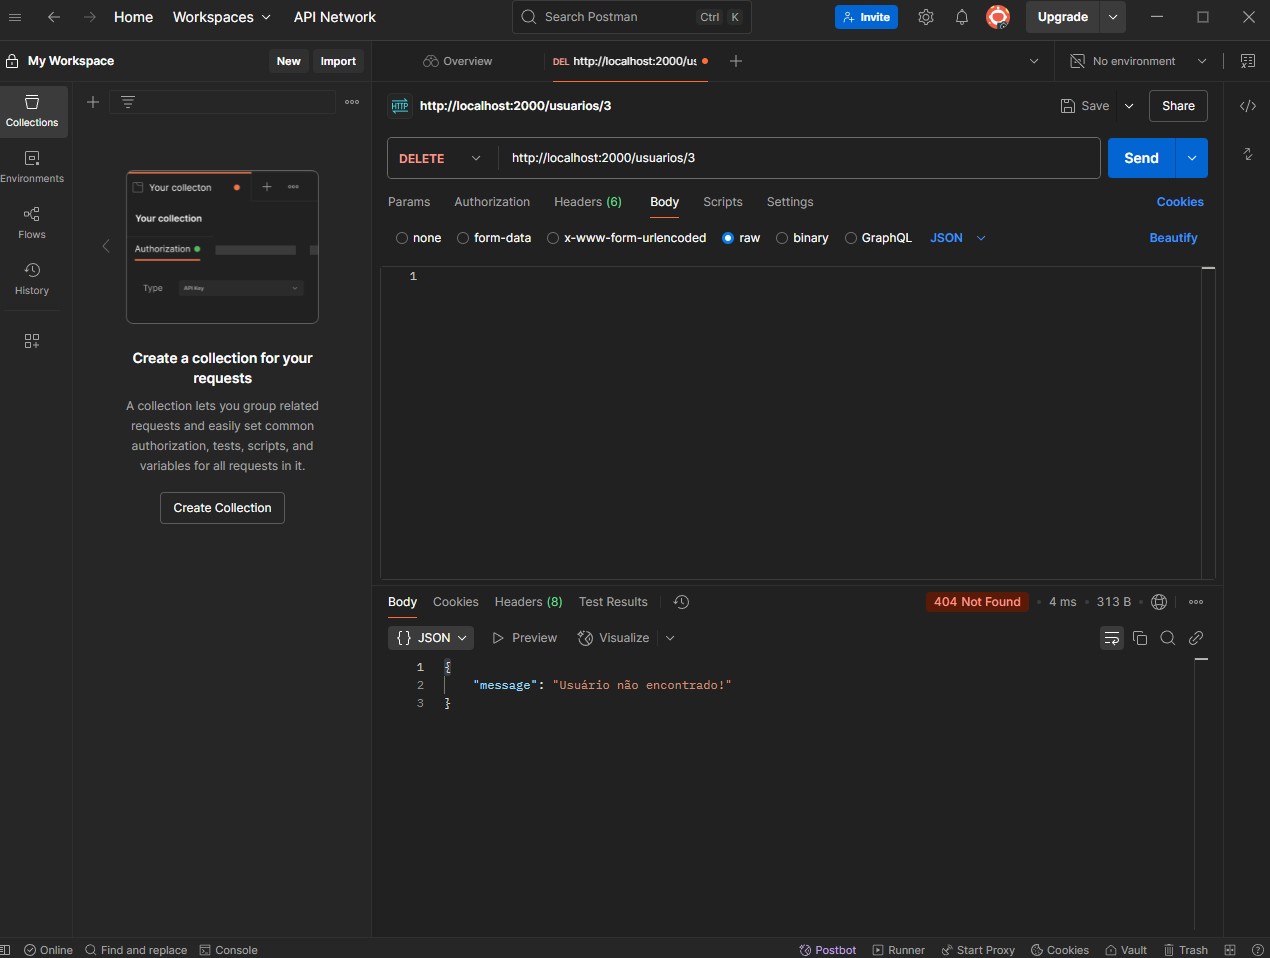 Home Workspaces API Network Search Postman Ctrl K Invite Upgrade
My Workspace New Import Overview DEL http://localhost:2000/us No environment
Collections
Environments
Flows
History
Your collecton
Your collection
Authorization
Type API Key
Create a collection for your
requests
A collection lets you group related
requests and easily set common
authorization, tests, scripts, and
variables for all requests in it.
Create Collection
HTTP http://localhost:2000/usuarios/3 Save Share
DELETE http://localhost:2000/usuarios/3 Send
Params Authorization Headers (6) Body Scripts Settings Cookies
none form-data x-www-form-urlencoded raw binary GraphQL JSON Beautify
1
Body Cookies Headers (8) Test Results 404 Not Found 4 ms 313 B
{} JSON Preview Visualize
1 {
2 "message": "Usuário não encontrado!"
3 }
Online Find and replace Console Postbot Runner Start Proxy Cookies Vault Trash